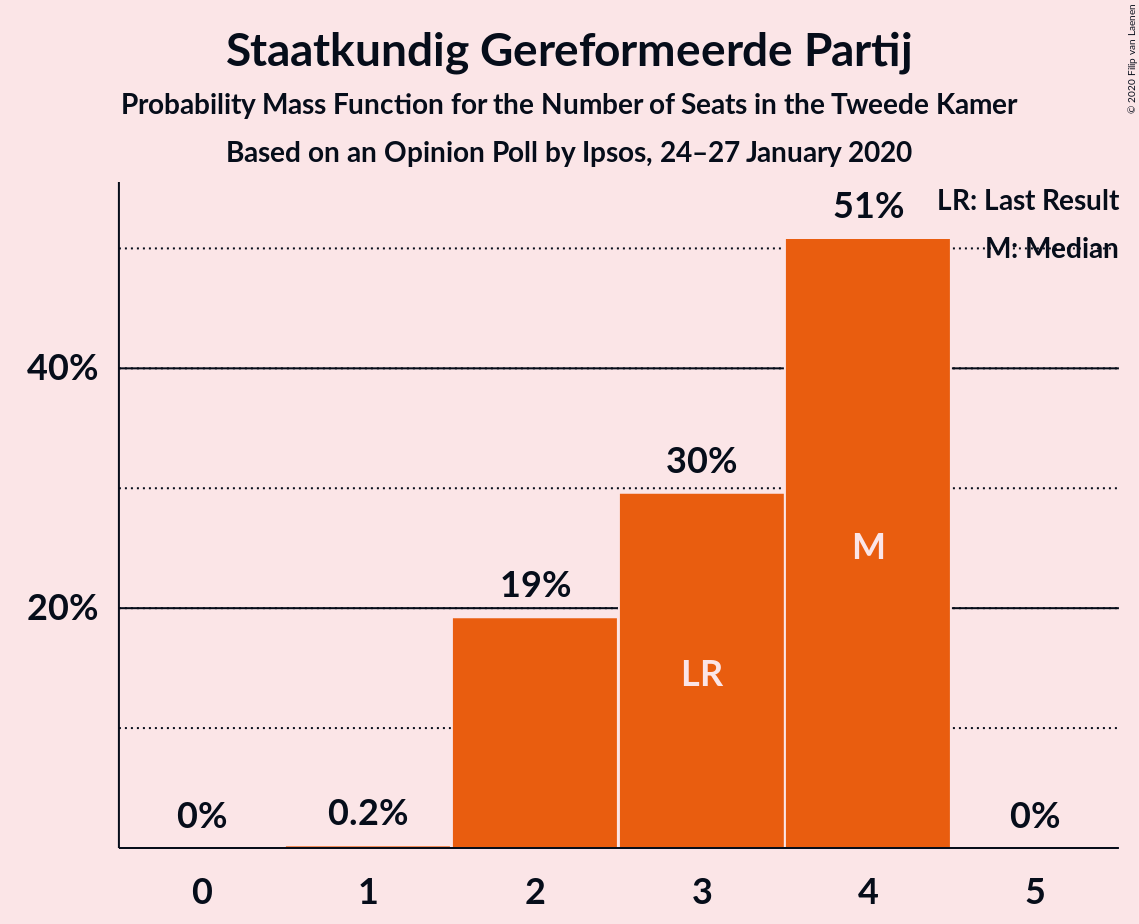 Staatkundig Gereformeerde Partij
Probability Mass Function for the Number of Seats in the Tweede Kamer
Based on an Opinion Poll by Ipsos, 24–27 January 2020
© 2020 Filip van Laenen
LR: Last Result
M: Median
51%
40%
30%
M
19%
20%
LR
0%
0.2%
0%
0 1 2 3 4 5